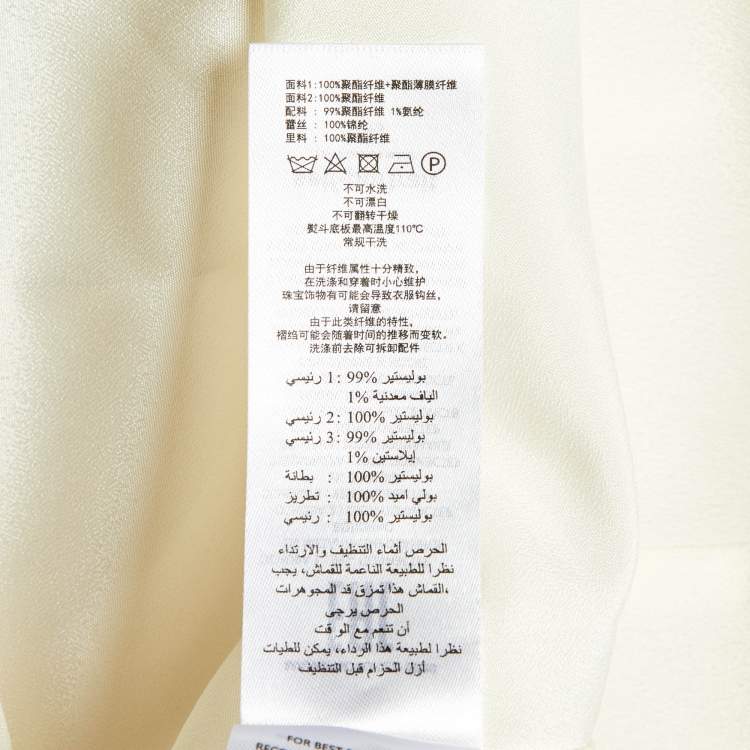 面料1:100%聚酯纤维+聚酯薄膜纤维
面料2:100%聚酯纤维
配料 : 99%聚酯纤维 1%氨纶
蕾丝 : 100%锦纶
里料 : 100%聚酯纤维
P
不可水洗
不可漂白
不可翻转干燥
熨斗底板最高温度110℃
常规干洗
由于纤维属性十分精致,
在洗涤和穿着时小心维护
珠宝饰物有可能会导致衣服钩丝,
请留意
由于此类纤维的特性,
褶绉可能会随着时间的推移而变软。
洗涤前去除可拆卸配件
رئيسي 1 : 99% بوليستير
1% الياف معدنية
رئيسي 2 : 100% بوليستير
رئيسي 3 : 99% بوليستير
1% إيلاستين
بطانة : 100% بوليستير
تطريز : 100% بولي اميد
رئيسي : 100% بوليستير
الحرص أثماء التنظيف والارتداء
نظرا للطبيعة الناعمة للقماش، يجب
القماش هذا تمزق قد المجوهرات،
الحرص يرجى
أن تنعم مع الو قت
نظرا لطبيعة هذا الرداء، يمكن للطيات
أزل الحزام قبل التنظيف
FOR BEST